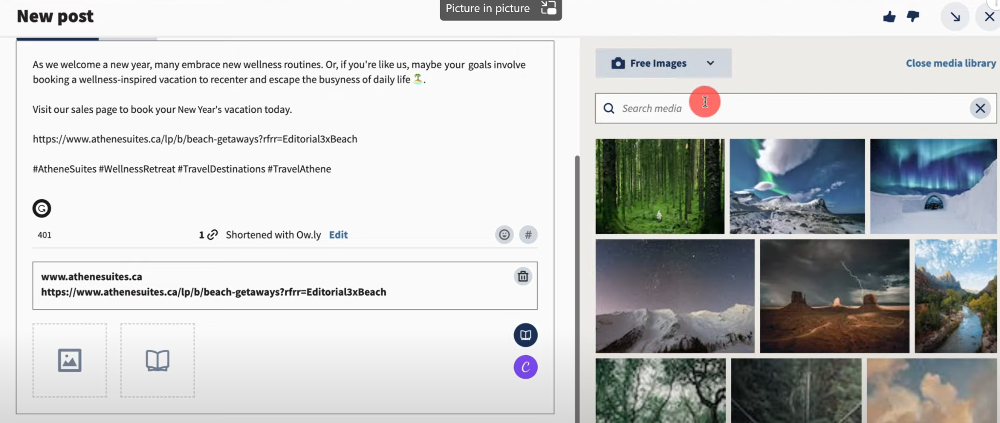 Picture in picture
New post
Free Images
Close media library
Search media
As we welcome a new year, many embrace new wellness routines. Or, if you're like us, maybe your goals involve
booking a wellness-inspired vacation to recenter and escape the busyness of daily life 🏝️.
Visit our sales page to book your New Year's vacation today.
https://www.athenesuites.ca/lp/b/beach-getaways?rfrr=Editorial3xBeach
#AtheneSuites #WellnessRetreat #TravelDestinations #TravelAthene
401
1 Shortened with Ow.ly Edit
#
www.athenesuites.ca
https://www.athenesuites.ca/lp/b/beach-getaways?rfrr=Editorial3xBeach